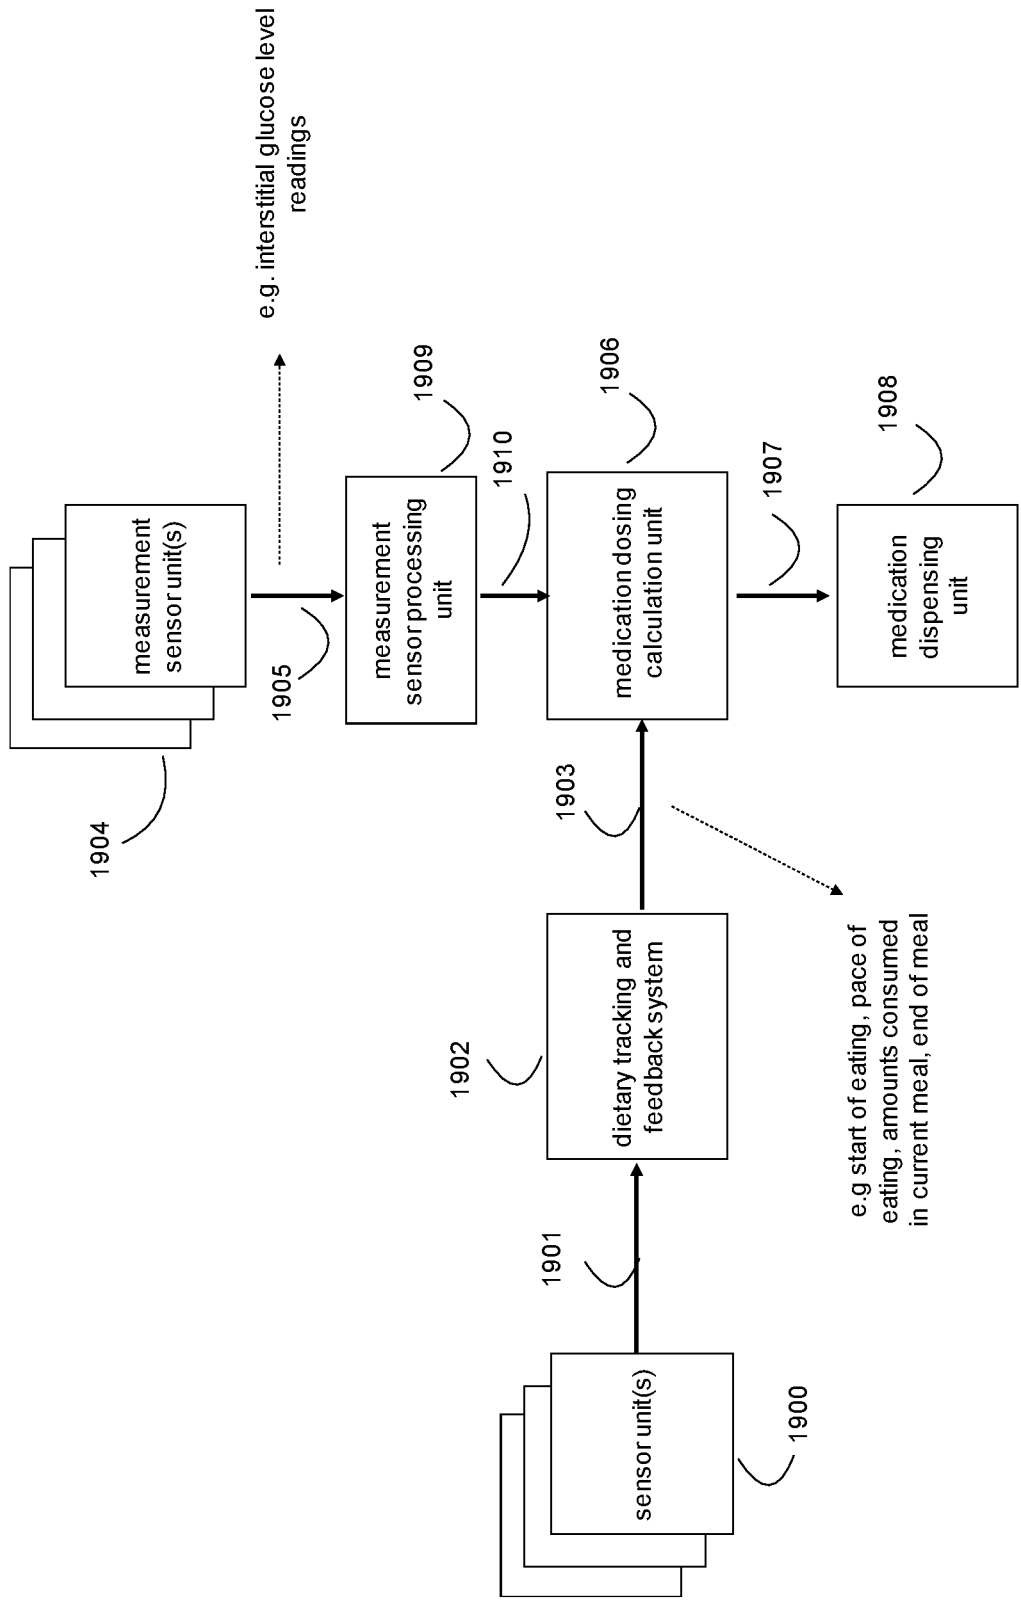 1904
measurement
sensor unit(s)
e.g. interstitial glucose level
readings
1905
measurement
sensor processing
unit
1909
1910
1902
1901
1903
1906
sensor unit(s)
dietary tracking and
feedback system
medication dosing
calculation unit
1900
1907
e.g start of eating, pace of
eating, amounts consumed
in current meal, end of meal
1908
medication
dispensing
unit